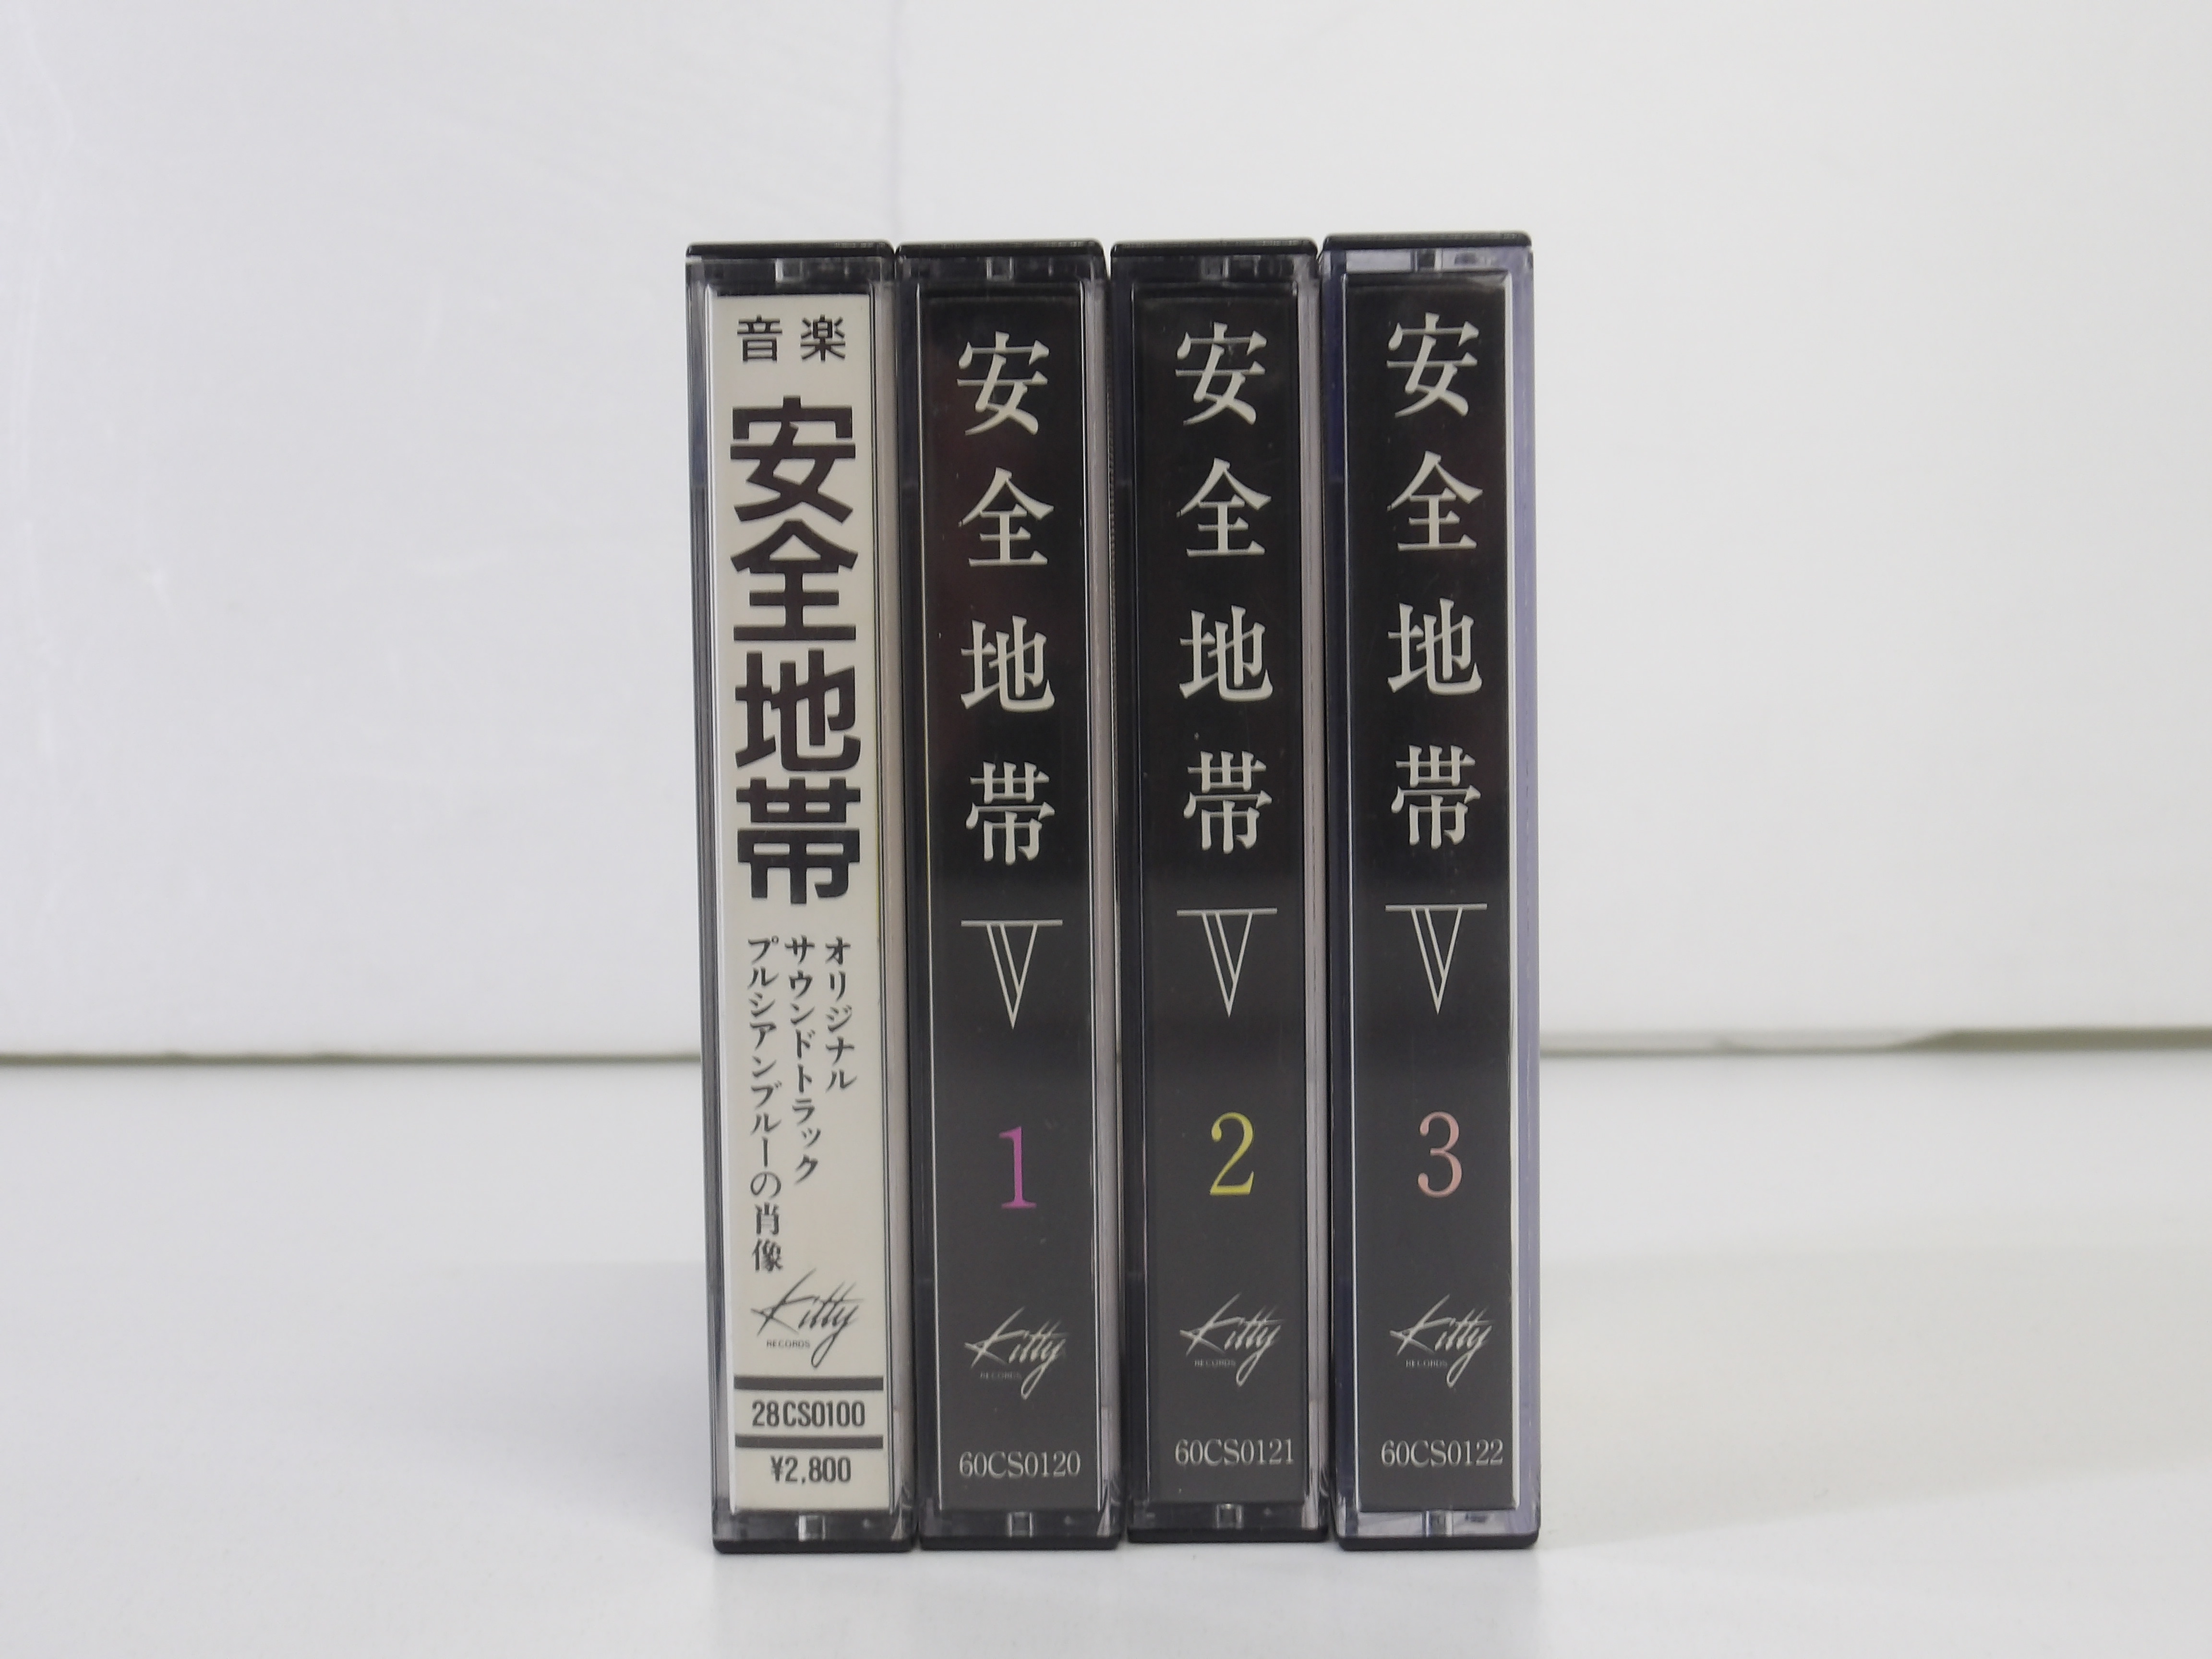 音楽
安全地帯
オリジナル
サウンドトラック
プルシアンブルーの肖像
Kitty
RECORDS
28CS0100
¥2,800
安全地帯
V
1
Kitty
RECORDS
60CS0120
安全地帯
V
2
Kitty
RECORDS
60CS0121
安全地帯
V
3
Kitty
RECORDS
60CS0122